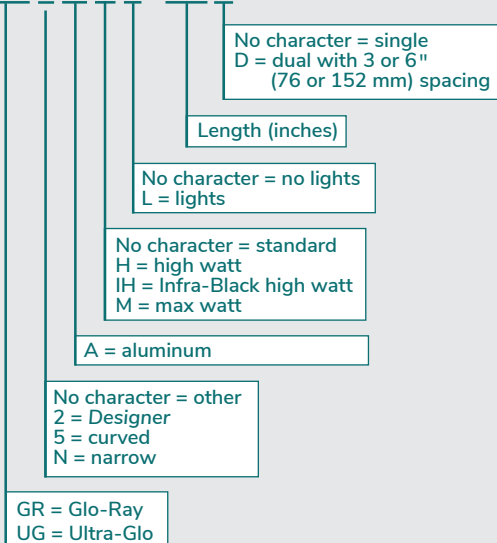 No character = single
D = dual with 3 or 6"
(76 or 152 mm) spacing
Length (inches)
No character = no lights
L = lights
No character = standard
H = high watt
IH = Infra-Black high watt
M = max watt
A = aluminum
No character = other
2 = Designer
5 = curved
N = narrow
GR = Glo-Ray
UG = Ultra-Glo